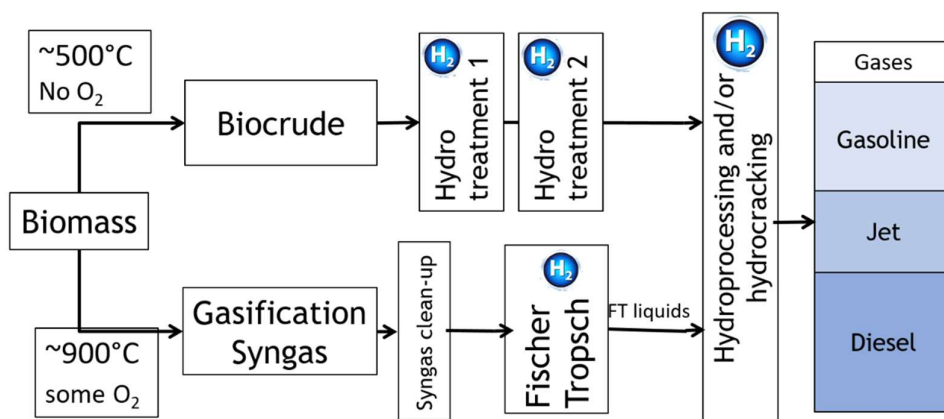 ~500°C
No O₂
Biocrude
H₂
Hydro
treatment 1
H₂
Hydro
treatment 2
H₂
Hydroprocessing and/or
hydrocracking
Gases
Gasoline
Jet
Diesel
Biomass
~900°C
some O₂
Gasification
Syngas
Syngas clean-up
H₂
Fischer
Tropsch
FT liquids